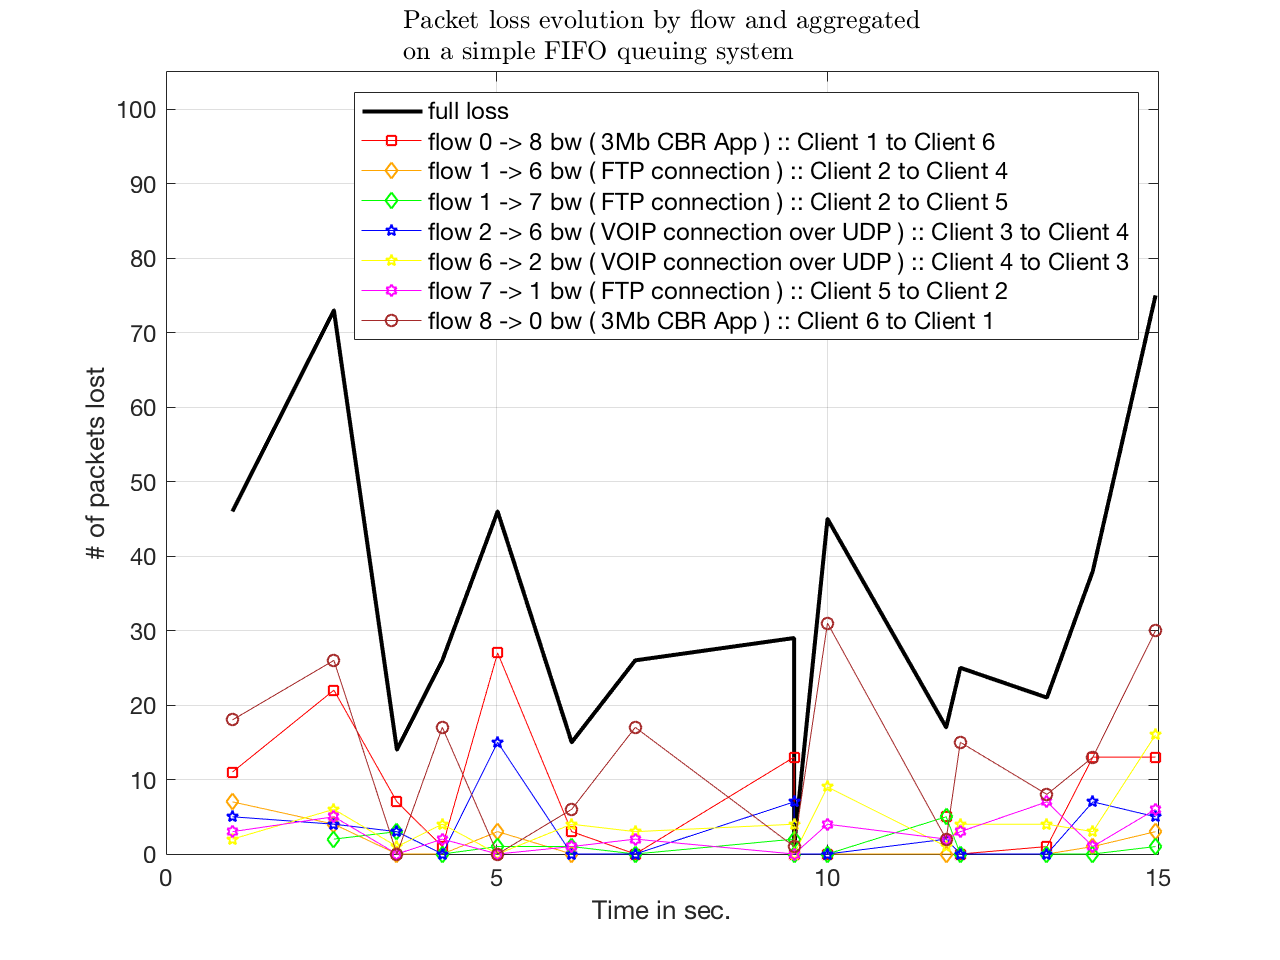 Packet loss evolution by flow and aggregated
on a simple FIFO queuing system
full loss
flow 0 -> 8 bw ( 3Mb CBR App ) :: Client 1 to Client 6
flow 1 -> 6 bw ( FTP connection ) :: Client 2 to Client 4
flow 1 -> 7 bw ( FTP connection ) :: Client 2 to Client 5
flow 2 -> 6 bw ( VOIP connection over UDP ) :: Client 3 to Client 4
flow 6 -> 2 bw ( VOIP connection over UDP ) :: Client 4 to Client 3
flow 7 -> 1 bw ( FTP connection ) :: Client 5 to Client 2
flow 8 -> 0 bw ( 3Mb CBR App ) :: Client 6 to Client 1
# of packets lost
100
90
80
70
60
50
40
30
20
10
0
0 5 10 15
Time in sec.